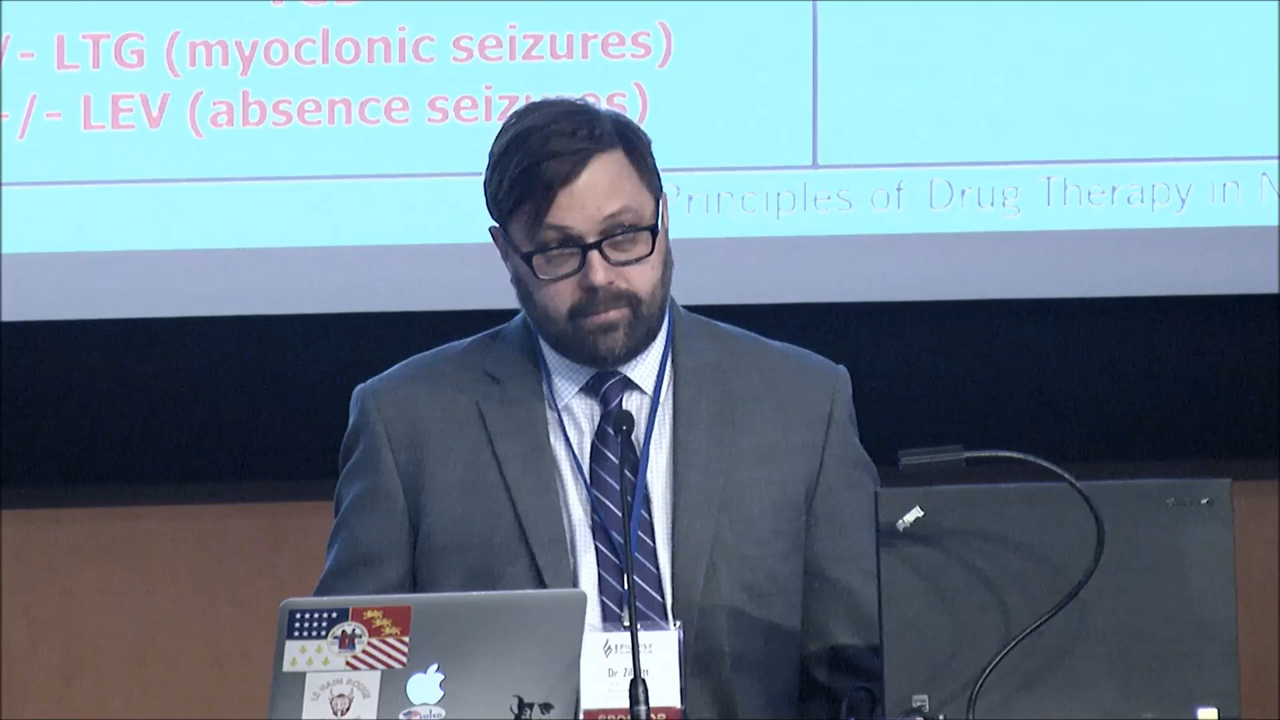 /- LTG (myoclonic seizures)
-/- LEV (absence seizures)
Principles of Drug Therapy in N
Dr